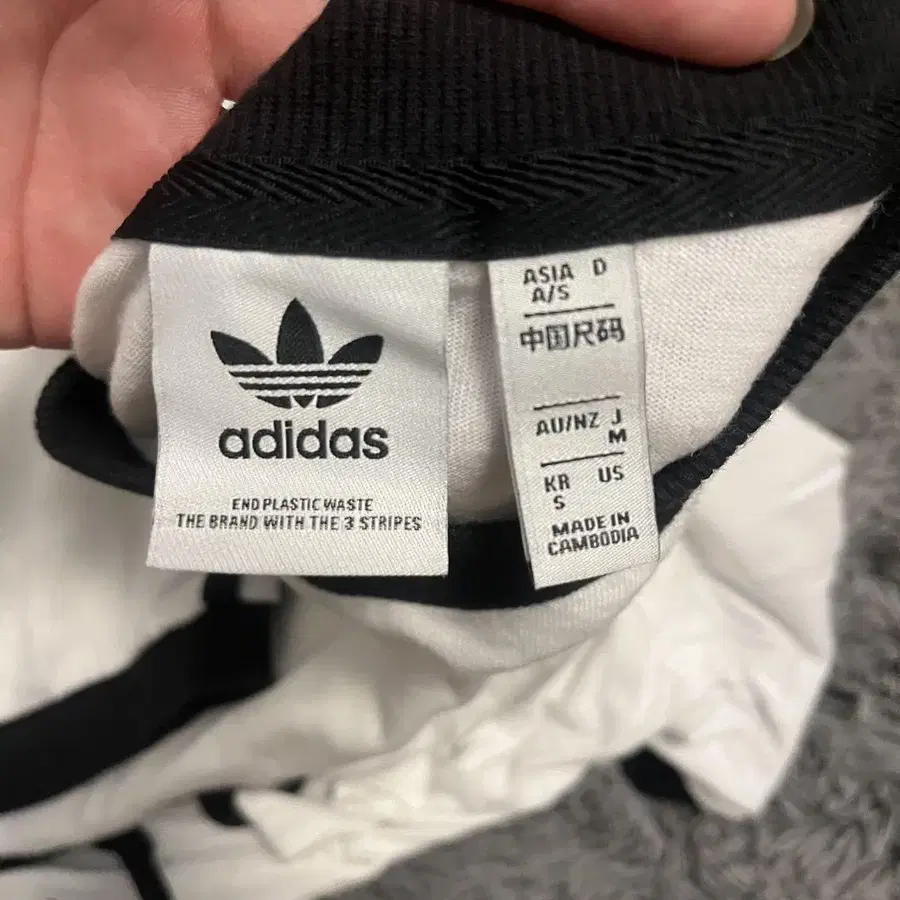 adidas
END PLASTIC WASTE
THE BRAND WITH THE 3 STRIPES
ASIA D
A/S
中国尺码
AU/NZ J
M
KR US
S
MADE IN
CAMBODIA